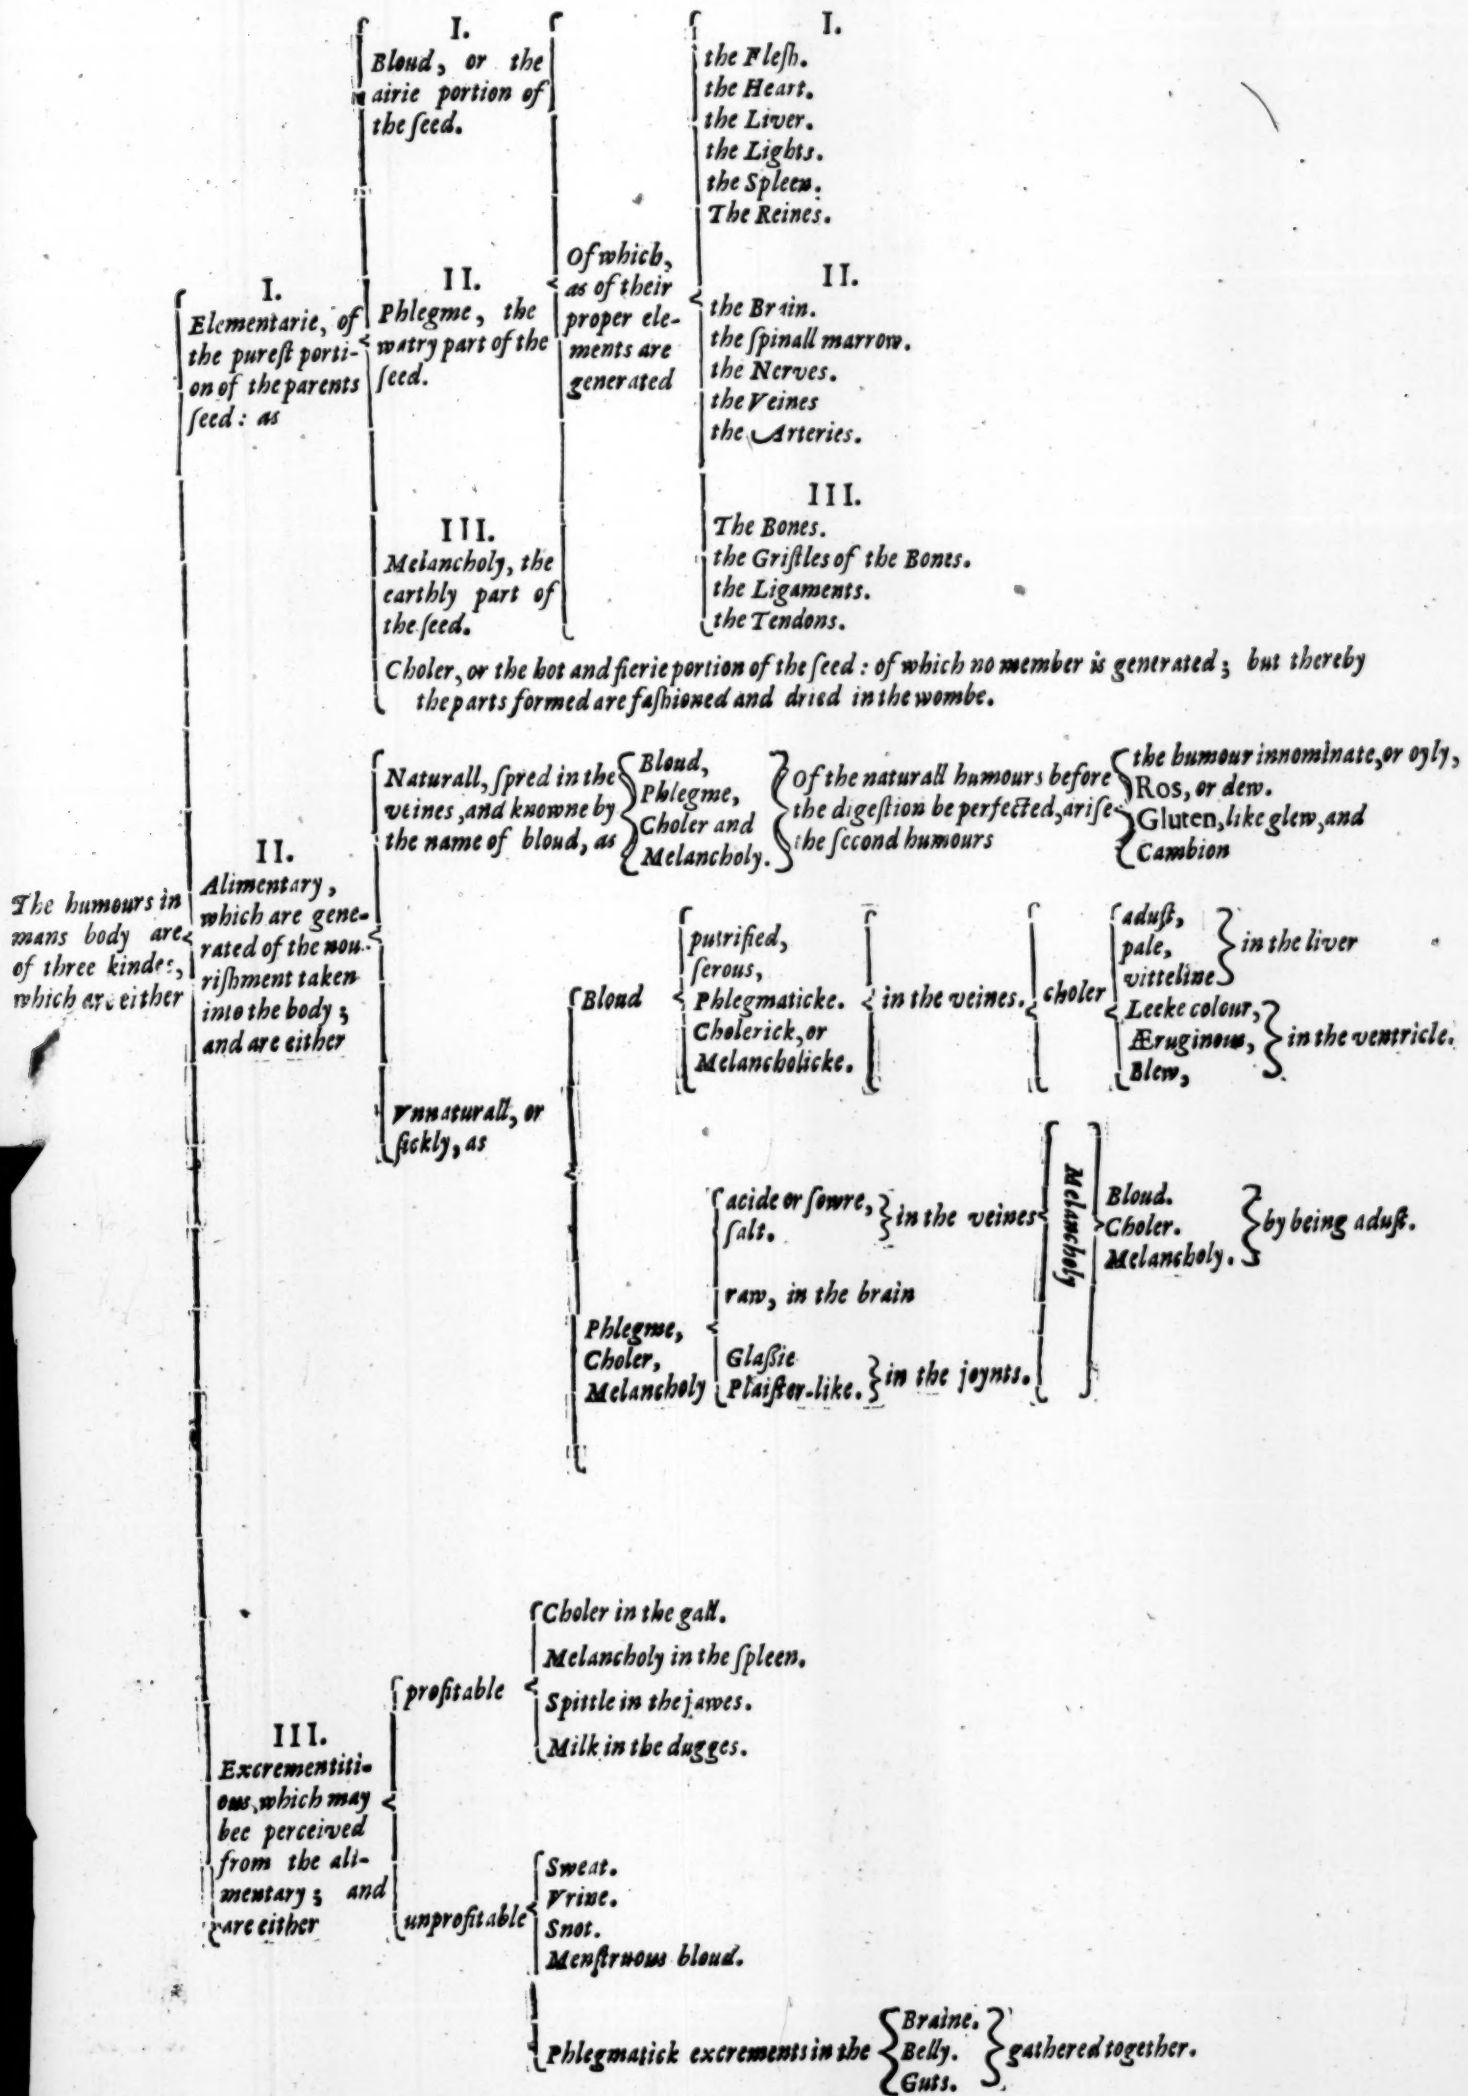 The humours in
mans body are
of three kindes,
which are either
I.
Elementarie, of
the pureſt porti-
on of the parents
ſeed: as
I.
Bloud, or the
airie portion of
the ſeed.
II.
Phlegme, the
watry part of the
ſeed.
III.
Melancholy, the
earthly part of
the ſeed.
Of which,
as of their
proper ele-
ments are
generated
I.
the Fleſh.
the Heart.
the Liver.
the Lights.
the Spleen.
The Reines.
II.
the Brain.
the ſpinall marrow.
the Nerves.
the Veines
the Arteries.
III.
The Bones.
the Griſtles of the Bones.
the Ligaments.
the Tendons.
Choler, or the hot and fierie portion of the ſeed: of which no member is generated; but thereby
the parts formed are faſhioned and dried in the wombe.
II.
Alimentary,
which are gene-
rated of the nou-
riſhment taken
into the body;
and are either
Naturall, ſpred in the
veines, and knowne by
the name of bloud, as
Bloud,
Phlegme,
Choler and
Melancholy.
Of the naturall humours before
the digeſtion be perfected, ariſe
the ſecond humours
the humour innominate, or oyly,
Ros, or dew.
Gluten, like glew, and
Cambion
Vnnaturall, or
ſickly, as
Bloud
putrified,
ſerous,
Phlegmaticke.
Cholerick, or
Melancholicke.
in the veines.
choler
aduſt,
pale,
vitteline
in the liver
Leeke colour,
Æruginous,
Blew,
in the ventricle.
Phlegme,
Choler,
Melancholy
acide or ſowre,
ſalt.
in the veines
raw, in the brain
Glaſsie
Plaiſter-like.
in the joynts.
Melancholy
Bloud.
Choler.
Melancholy.
by being aduſt.
III.
Excrementiti-
ous, which may
bee perceived
from the ali-
mentary; and
are either
profitable
Choler in the gall.
Melancholy in the ſpleen.
Spittle in the jawes.
Milk in the dugges.
unprofitable
Sweat.
Vrine.
Snot.
Menſtruous bloud.
Phlegmatick excrements in the
Braine.
Belly.
Guts.
gathered together.